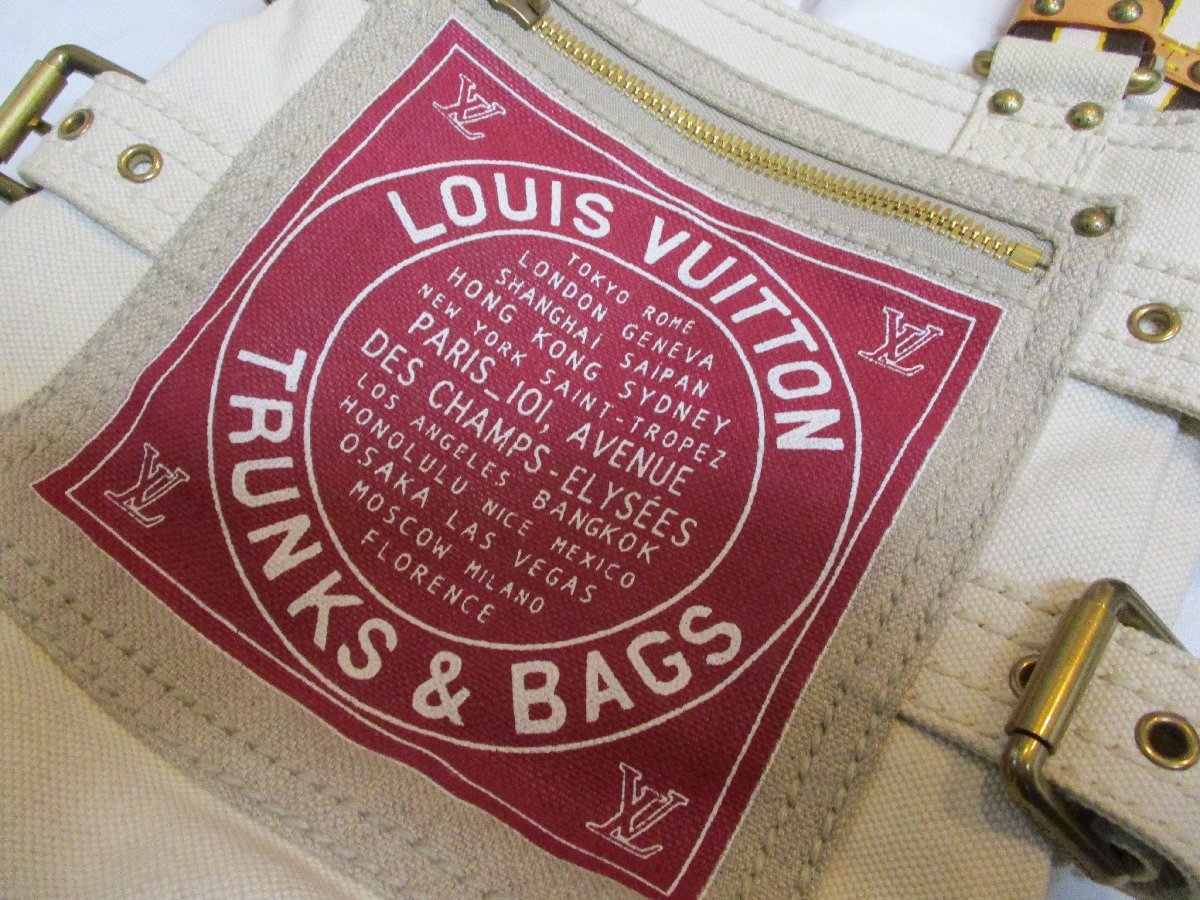 LOUIS VUITTON
TOKYO ROME
LONDON GENEVA
SHANGHAI SAIPAN
HONG KONG SYDNEY
NEW YORK SAINT-TROPEZ
PARIS_101, AVENUE
DES CHAMPS-ELYSÉES
LOS ANGELES BANGKOK
HONOLULU NICE MEXICO
OSAKA LAS VEGAS
MOSCOW MILANO
FLORENCE
TRUNKS & BAGS
LV
LV
LV
LV